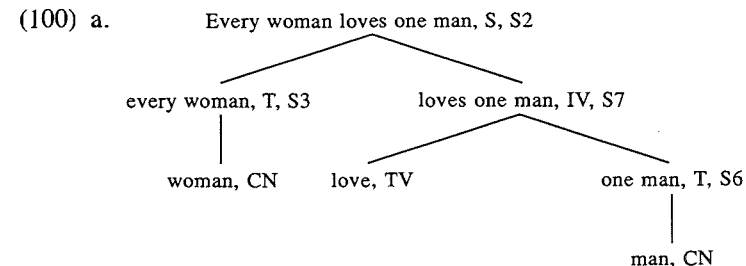 (100) a. Every woman loves one man, S, S2
every woman, T, S3 loves one man, IV, S7
woman, CN love, TV one man, T, S6
man, CN